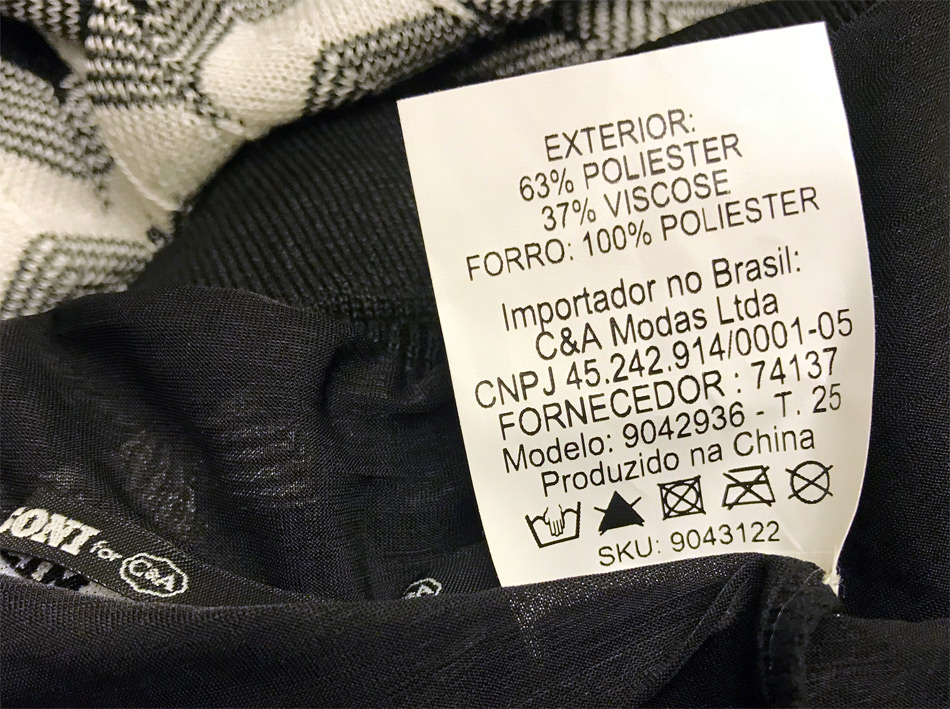 EXTERIOR:
63% POLIESTER
37% VISCOSE
FORRO: 100% POLIESTER
Importador no Brasil:
C&A Modas Ltda
CNPJ 45.242.914/0001-05
FORNECEDOR : 74137
Modelo: 9042936 - T. 25
Produzido na China
SKU: 9043122
for C&A